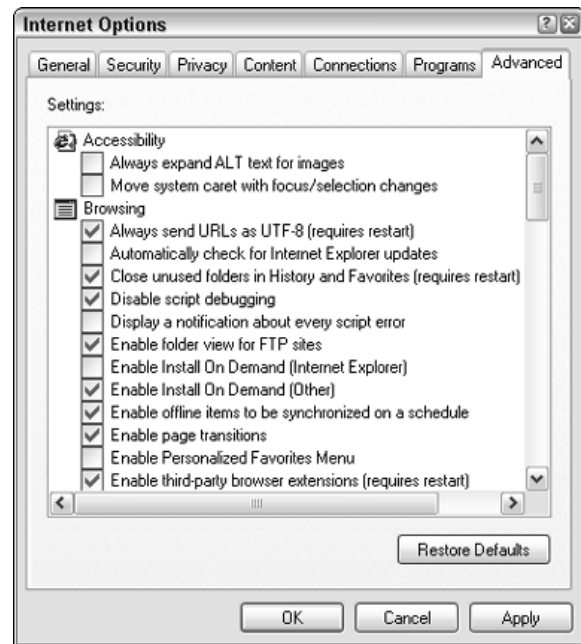 Internet Options
General Security Privacy Content Connections Programs Advanced
Settings:
Accessibility
Always expand ALT text for images
Move system caret with focus/selection changes
Browsing
Always send URLs as UTF-8 (requires restart)
Automatically check for Internet Explorer updates
Close unused folders in History and Favorites (requires restart)
Disable script debugging
Display a notification about every script error
Enable folder view for FTP sites
Enable Install On Demand (Internet Explorer)
Enable Install On Demand (Other)
Enable offline items to be synchronized on a schedule
Enable page transitions
Enable Personalized Favorites Menu
Enable third-party browser extensions (requires restart)
Restore Defaults
OK Cancel Apply